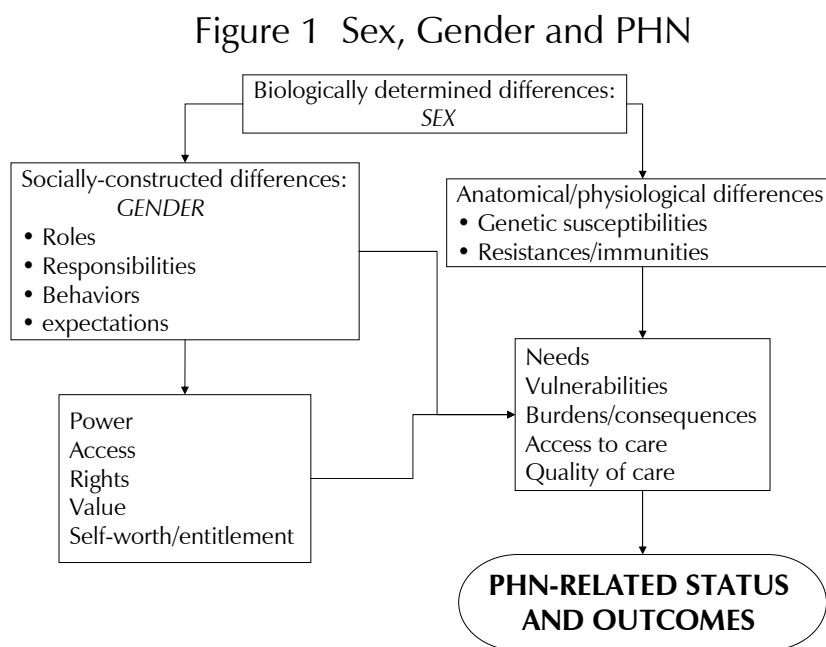 Figure 1 Sex, Gender and PHN
Biologically determined differences:
SEX
Socially-constructed differences:
GENDER
• Roles
• Responsibilities
• Behaviors
• expectations
Anatomical/physiological differences
• Genetic susceptibilities
• Resistances/immunities
Power
Access
Rights
Value
Self-worth/entitlement
Needs
Vulnerabilities
Burdens/consequences
Access to care
Quality of care
PHN-RELATED STATUS
AND OUTCOMES